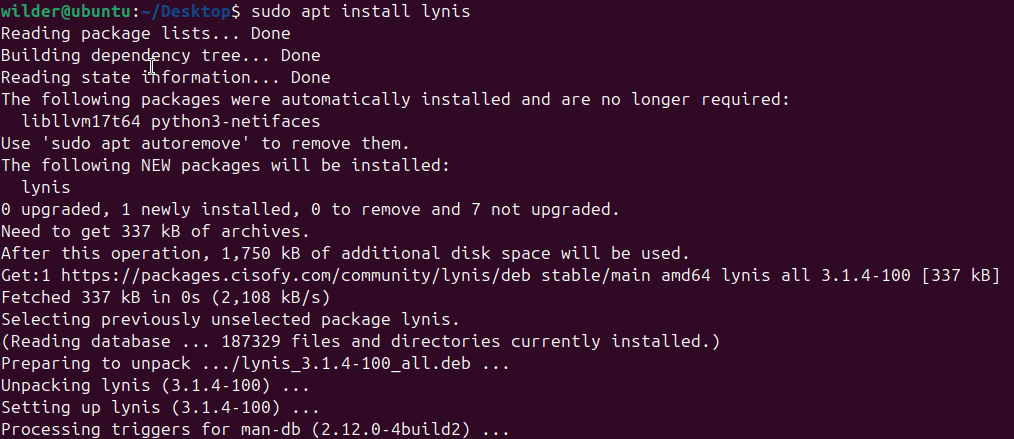 wilder@ubuntu:~/Desktop$ sudo apt install lynis
Reading package lists... Done
Building dependency tree... Done
Reading state information... Done
The following packages were automatically installed and are no longer required:
  libllvm17t64 python3-netifaces
Use 'sudo apt autoremove' to remove them.
The following NEW packages will be installed:
  lynis
0 upgraded, 1 newly installed, 0 to remove and 7 not upgraded.
Need to get 337 kB of archives.
After this operation, 1,750 kB of additional disk space will be used.
Get:1 https://packages.cisofy.com/community/lynis/deb stable/main amd64 lynis all 3.1.4-100 [337 kB]
Fetched 337 kB in 0s (2,108 kB/s)
Selecting previously unselected package lynis.
(Reading database ... 187329 files and directories currently installed.)
Preparing to unpack .../lynis_3.1.4-100_all.deb ...
Unpacking lynis (3.1.4-100) ...
Setting up lynis (3.1.4-100) ...
Processing triggers for man-db (2.12.0-4build2) ...